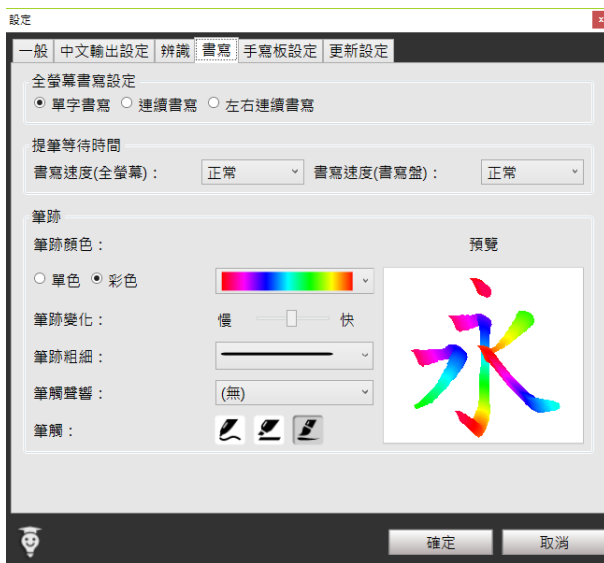 設定 x
一般 中文輸出設定 辨識 書寫 手寫板設定 更新設定
全螢幕書寫設定
單字書寫 連續書寫 左右連續書寫
提筆等待時間
書寫速度(全螢幕)： 正常 書寫速度(書寫盤)： 正常
筆跡
筆跡顏色： 預覽
單色 彩色
筆跡變化： 慢 快
筆跡粗細：
筆觸聲響： (無)
筆觸：
永
確定 取消